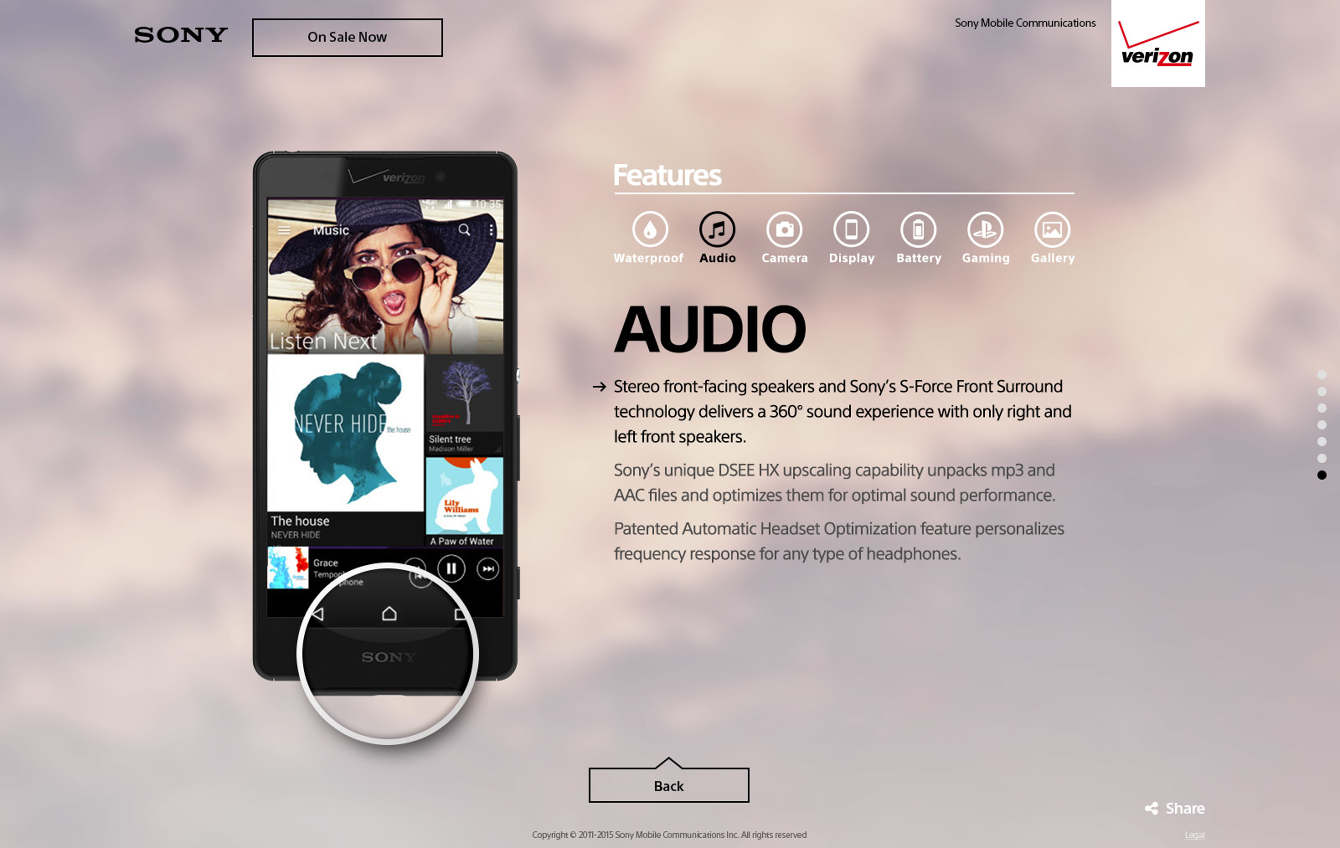 SONY
On Sale Now
Sony Mobile Communications
verizon
verizon
10:35
Music
Listen Next
NEVER HIDE the house
Silent tree
Madison Miller
Lily
Williams
The house
NEVER HIDE
A Paw of Water
Grace
SONY
Features
Waterproof Audio Camera Display Battery Gaming Gallery
AUDIO
→ Stereo front-facing speakers and Sony's S-Force Front Surround
technology delivers a 360° sound experience with only right and
left front speakers.
Sony's unique DSEE HX upscaling capability unpacks mp3 and
AAC files and optimizes them for optimal sound performance.
Patented Automatic Headset Optimization feature personalizes
frequency response for any type of headphones.
Back
Share
Copyright © 2011-2015 Sony Mobile Communications Inc. All rights reserved
Legal